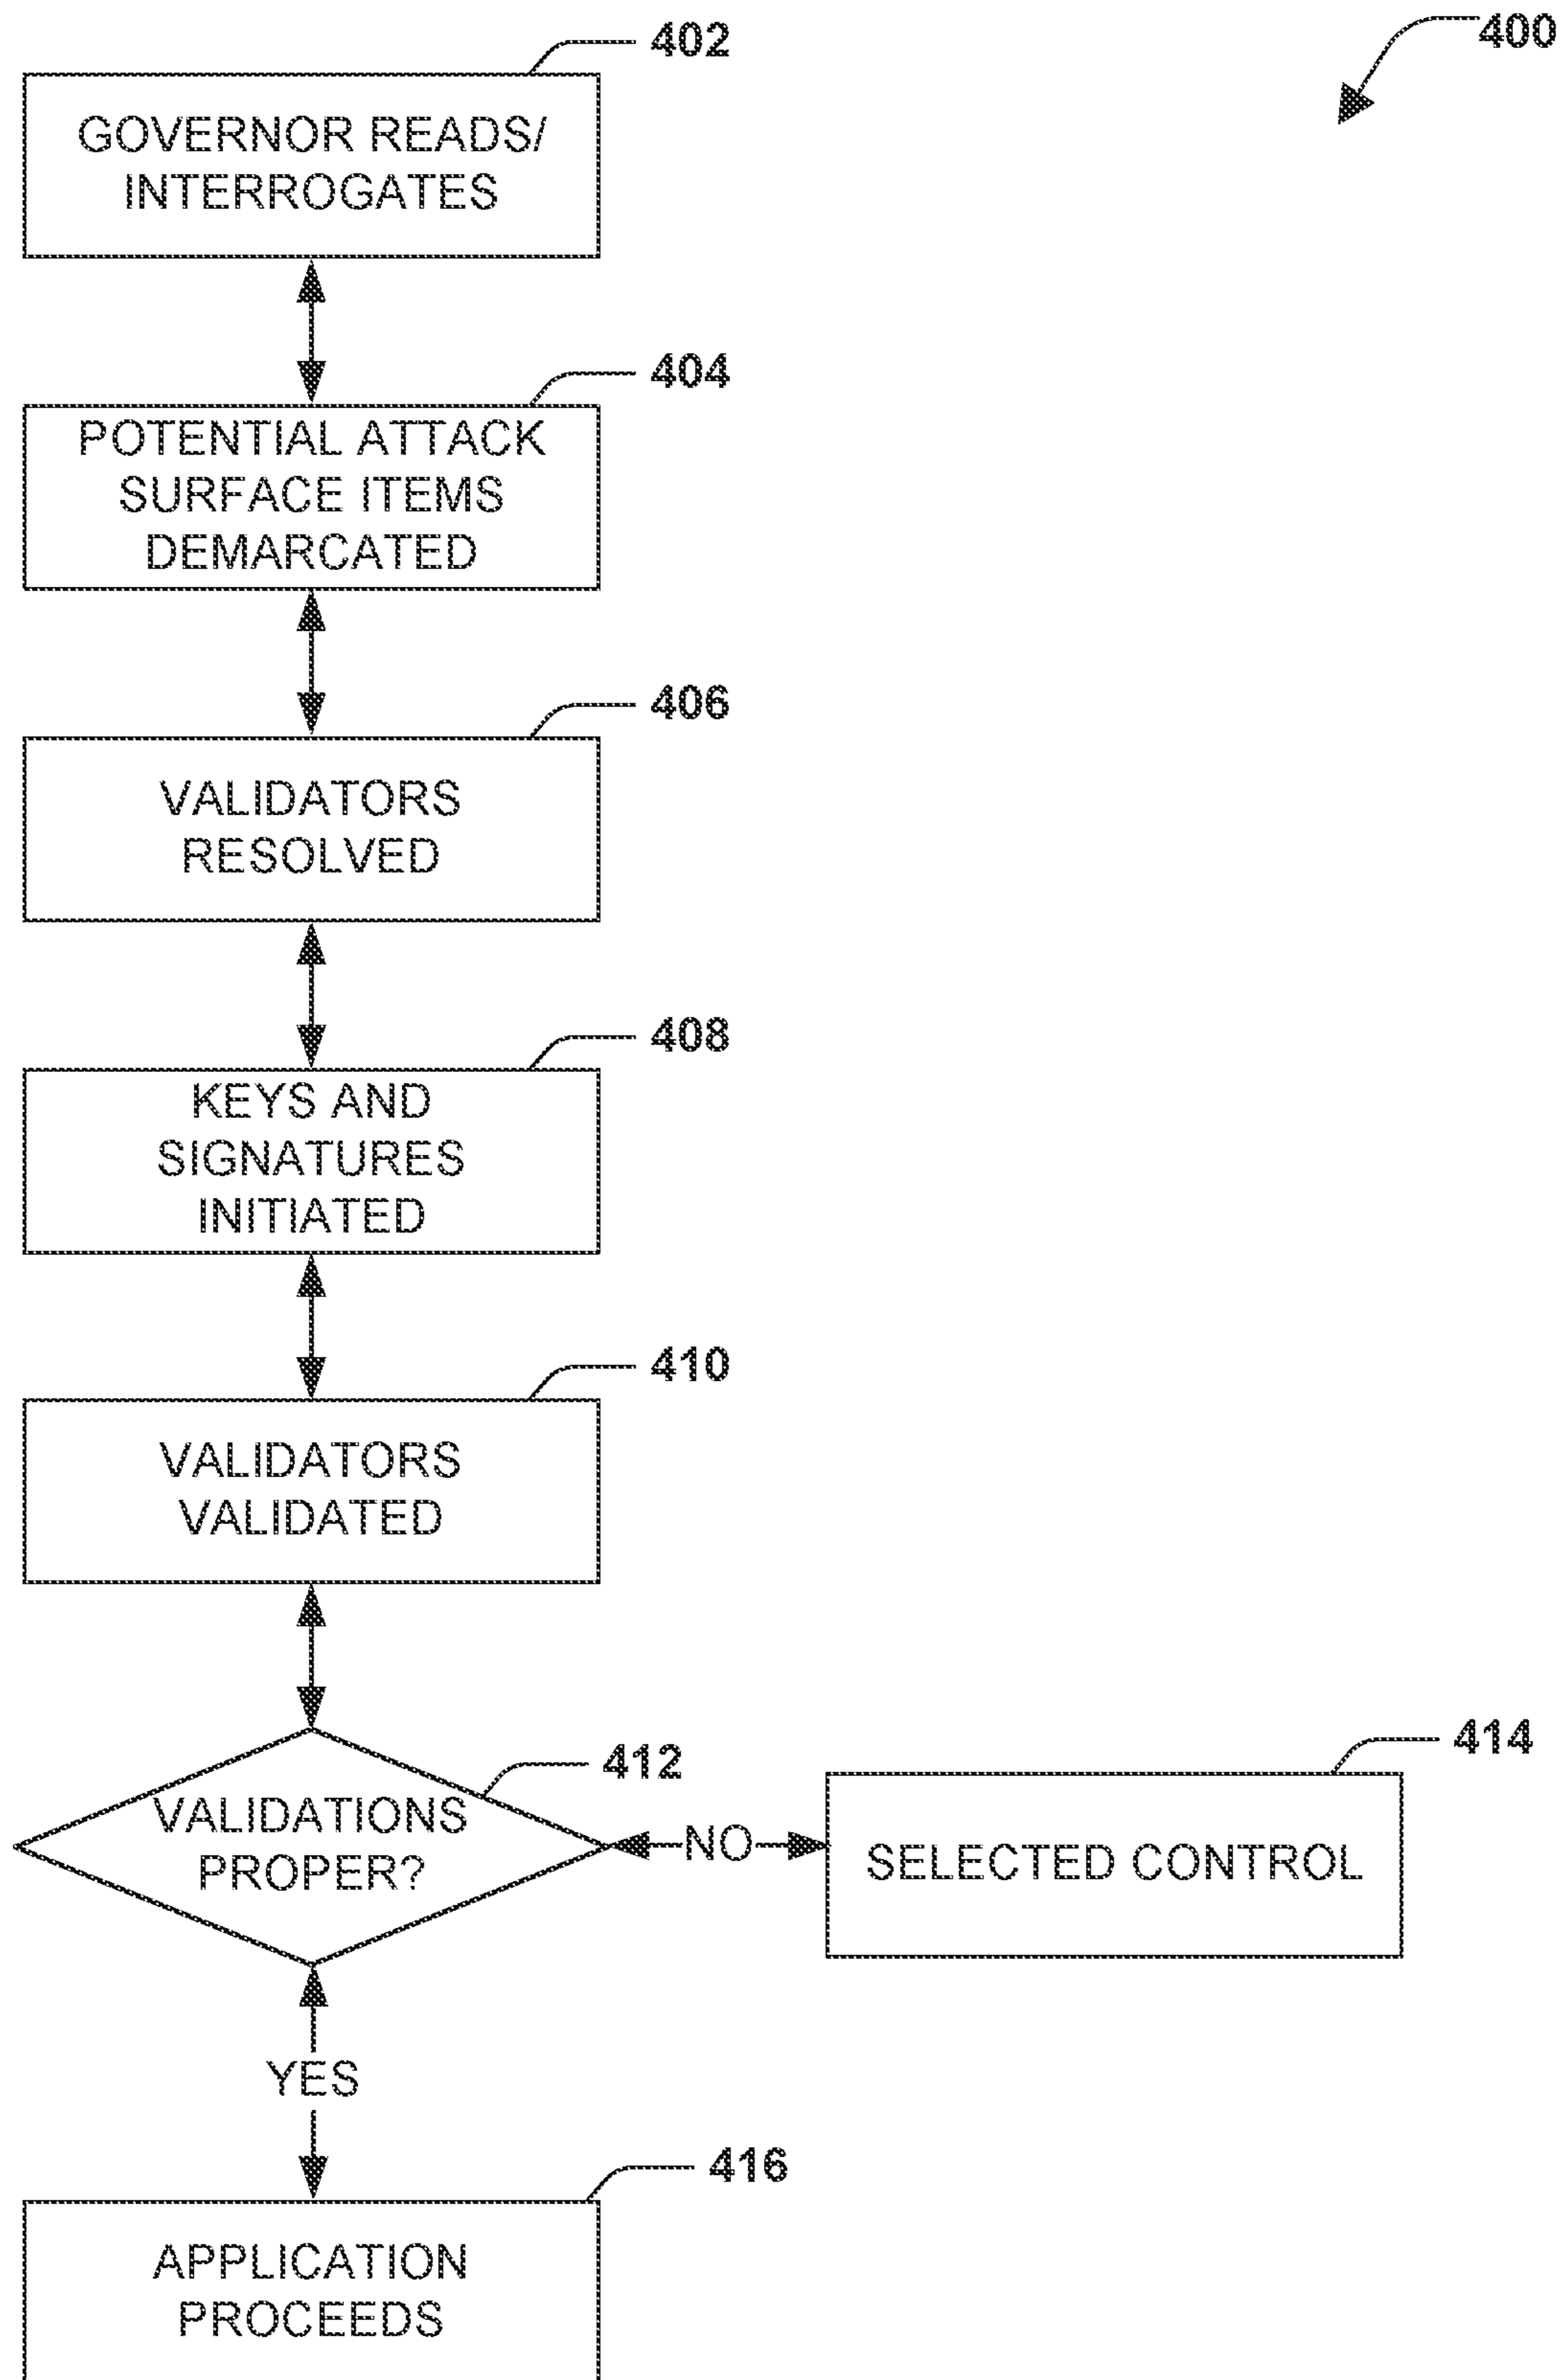 402
400
GOVERNOR READS/
INTERROGATES
404
POTENTIAL ATTACK
SURFACE ITEMS
DEMARCATED
406
VALIDATORS
RESOLVED
408
KEYS AND
SIGNATURES
INITIATED
410
VALIDATORS
VALIDATED
412
VALIDATIONS
PROPER?
NO
414
SELECTED CONTROL
YES
416
APPLICATION
PROCEEDS